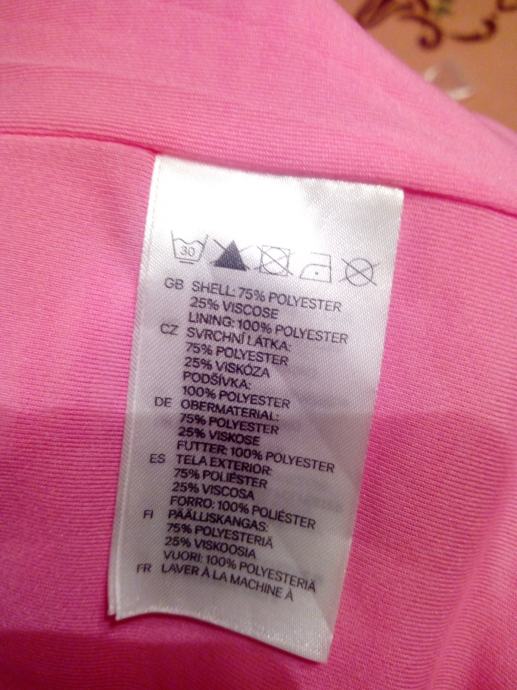 30
GB SHELL: 75% POLYESTER
25% VISCOSE
LINING: 100% POLYESTER
CZ SVRCHNÍ LÁTKA:
75% POLYESTER
25% VISKÓZA
PODŠÍVKA:
100% POLYESTER
DE OBERMATERIAL:
75% POLYESTER
25% VISKOSE
FUTTER: 100% POLYESTER
ES TELA EXTERIOR:
75% POLIÉSTER
25% VISCOSA
FORRO: 100% POLIÉSTER
FI PÄÄLLISKANGAS:
75% POLYESTERIÄ
25% VISKOOSIA
VUORI: 100% POLYESTERIÄ
FR LAVER À LA MACHINE À